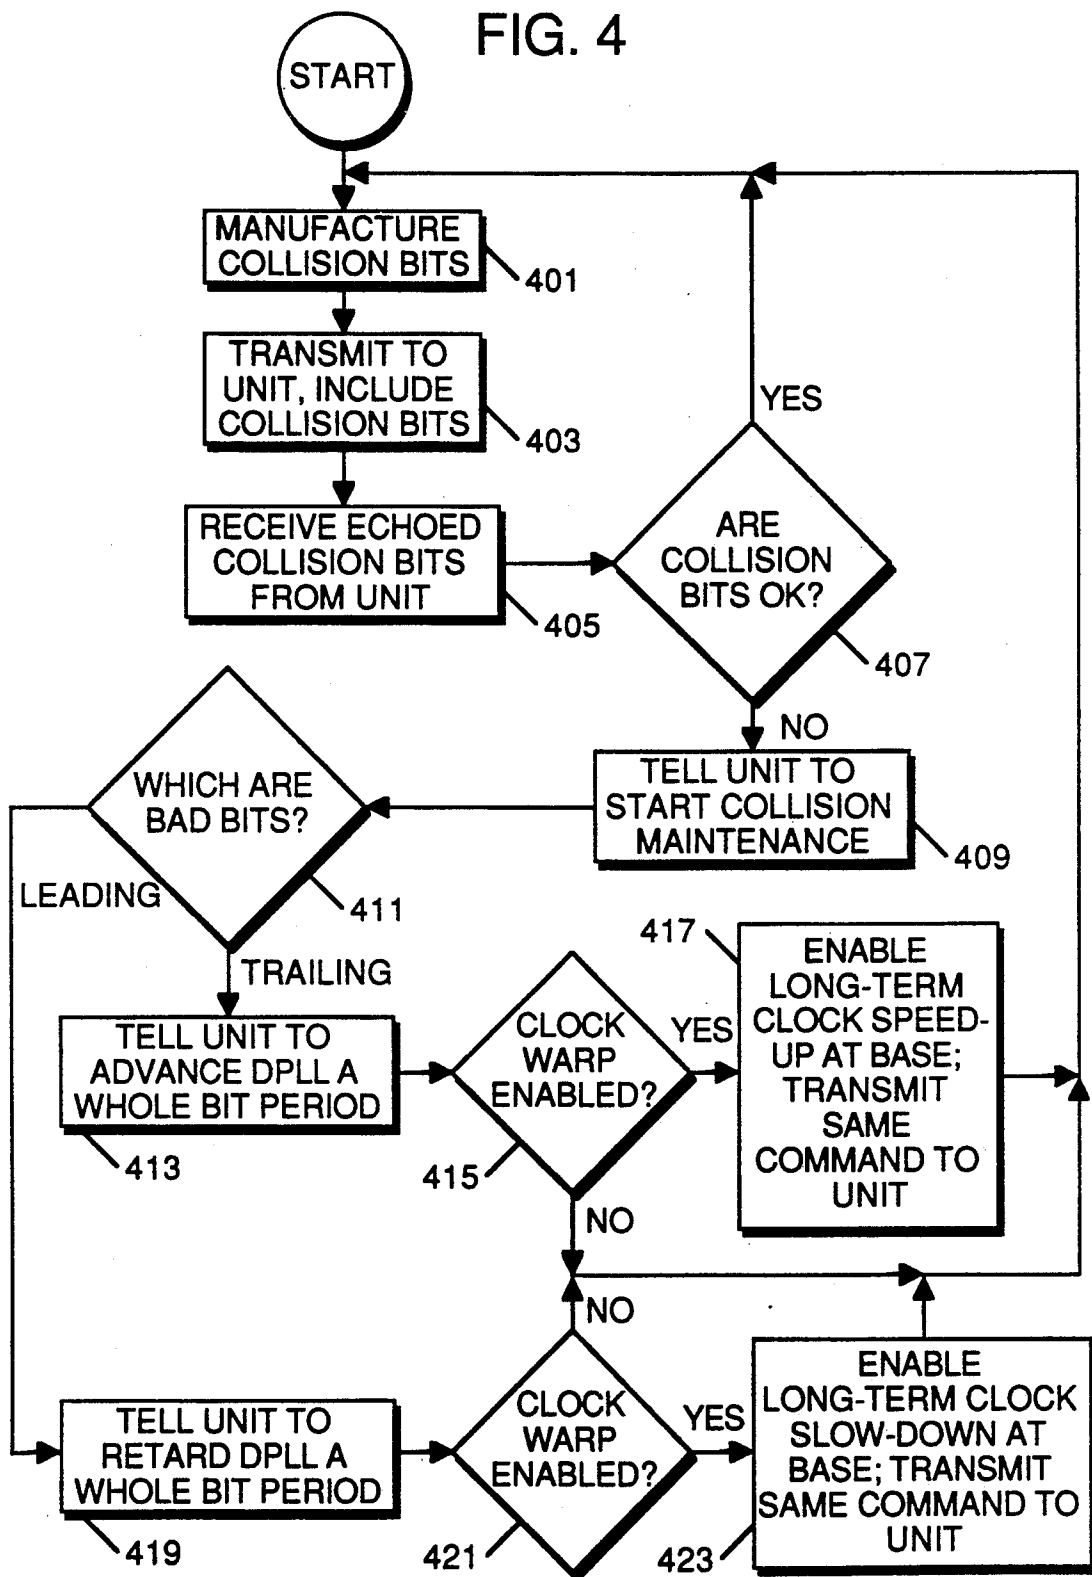 FIG. 4
START
MANUFACTURE
COLLISION BITS
401
TRANSMIT TO
UNIT, INCLUDE
COLLISION BITS
403
YES
RECEIVE ECHOED
COLLISION BITS
FROM UNIT
405
ARE
COLLISION
BITS OK?
407
NO
TELL UNIT TO
START COLLISION
MAINTENANCE
409
WHICH ARE
BAD BITS?
411
LEADING
TRAILING
TELL UNIT TO
ADVANCE DPLL A
WHOLE BIT PERIOD
413
CLOCK
WARP
ENABLED?
415
YES
NO
417
ENABLE
LONG-TERM
CLOCK SPEED-
UP AT BASE;
TRANSMIT
SAME
COMMAND TO
UNIT
TELL UNIT TO
RETARD DPLL A
WHOLE BIT PERIOD
419
NO
CLOCK
WARP
ENABLED?
421
YES
ENABLE
LONG-TERM CLOCK
SLOW-DOWN AT
BASE; TRANSMIT
SAME COMMAND TO
UNIT
423